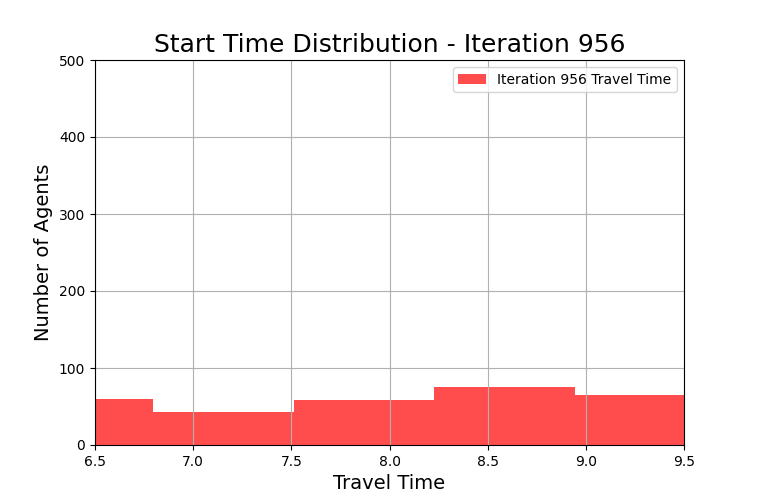 Start Time Distribution - Iteration 956
Iteration 956 Travel Time
Number of Agents
500
400
300
200
100
0
6.5 7.0 7.5 8.0 8.5 9.0 9.5
Travel Time